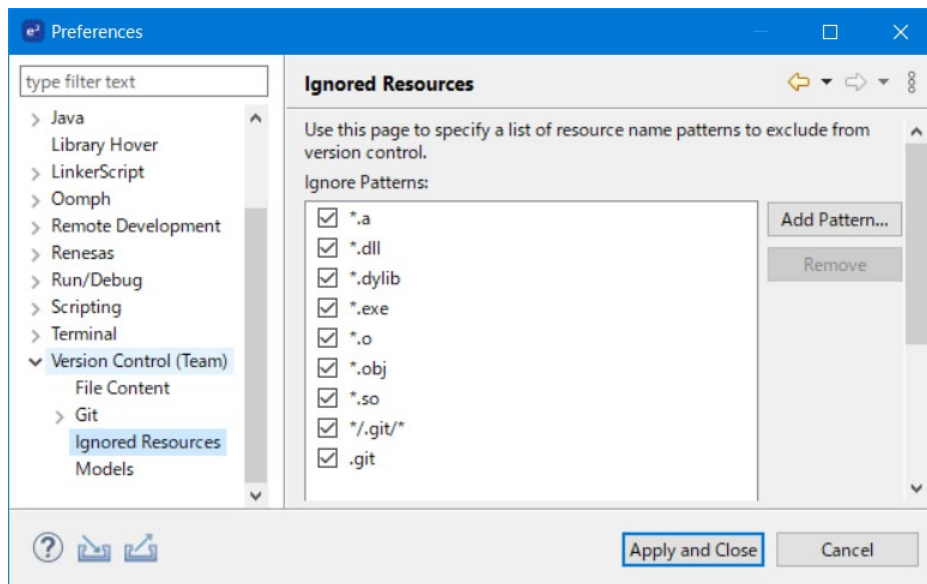 e² Preferences
type filter text
Java
Library Hover
LinkerScript
Oomph
Remote Development
Renesas
Run/Debug
Scripting
Terminal
Version Control (Team)
File Content
Git
Ignored Resources
Models
Ignored Resources
Use this page to specify a list of resource name patterns to exclude from
version control.
Ignore Patterns:
*.a
*.dll
*.dylib
*.exe
*.o
*.obj
*.so
*/.git/*
.git
Add Pattern...
Remove
?
Apply and Close
Cancel